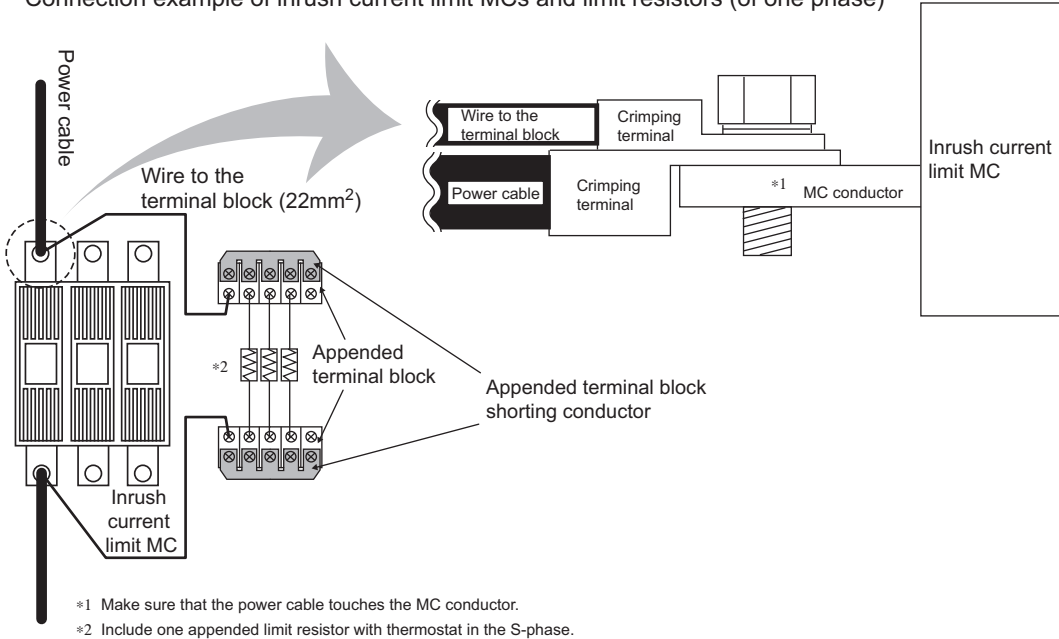 Connection example of inrush current limit MCs and limit resistors (of one phase)
Power cable
Wire to the
terminal block (22mm²)
Wire to the
terminal block
Crimping
terminal
Power cable
Crimping
terminal
*1 MC conductor
Inrush current
limit MC
*2
Appended
terminal block
Appended terminal block
shorting conductor
Inrush
current
limit MC
*1 Make sure that the power cable touches the MC conductor.
*2 Include one appended limit resistor with thermostat in the S-phase.